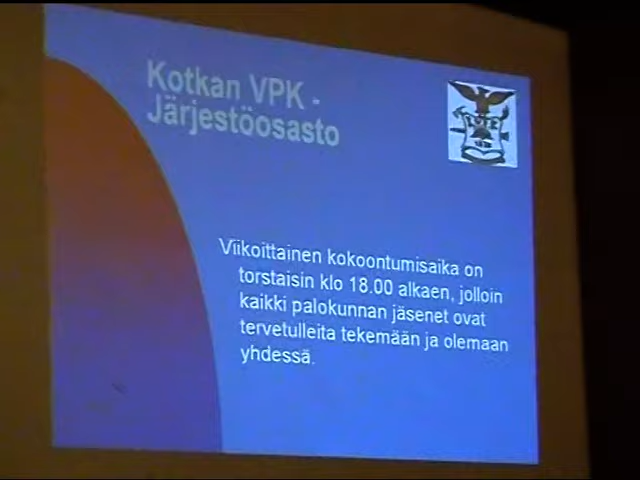 Kotkan VPK -
Järjestöosasto
Viikoittainen kokoontumisaika on
torstaisin klo 18.00 alkaen, jolloin
kaikki palokunnan jäsenet ovat
tervetulleita tekemään ja olemaan
yhdessä.